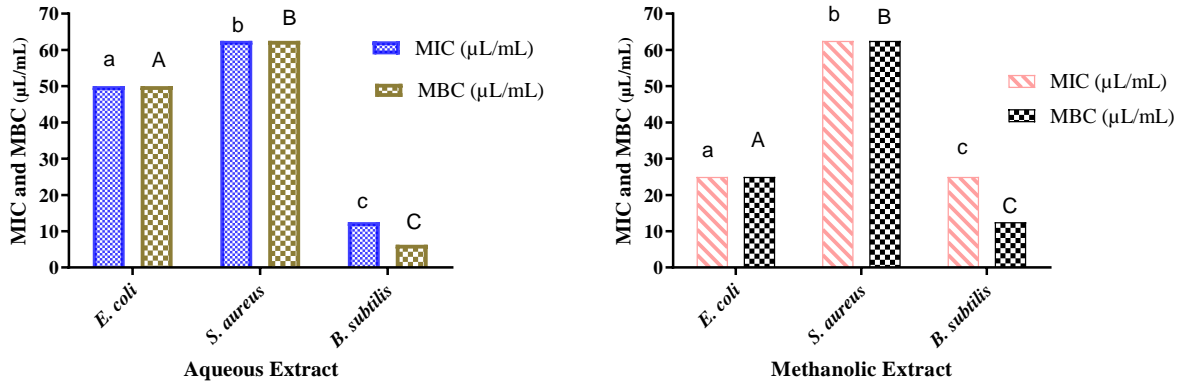 MIC and MBC (µL/mL)
70
60
50
40
30
20
10
0
a
A
b
B
c
C
MIC (µL/mL)
MBC (µL/mL)
E. coli
S. aureus
B. subtilis
Aqueous Extract
MIC and MBC (µL/mL)
70
60
50
40
30
20
10
0
a
A
b
B
c
C
MIC (µL/mL)
MBC (µL/mL)
E. coli
S. aureus
B. subtilis
Methanolic Extract